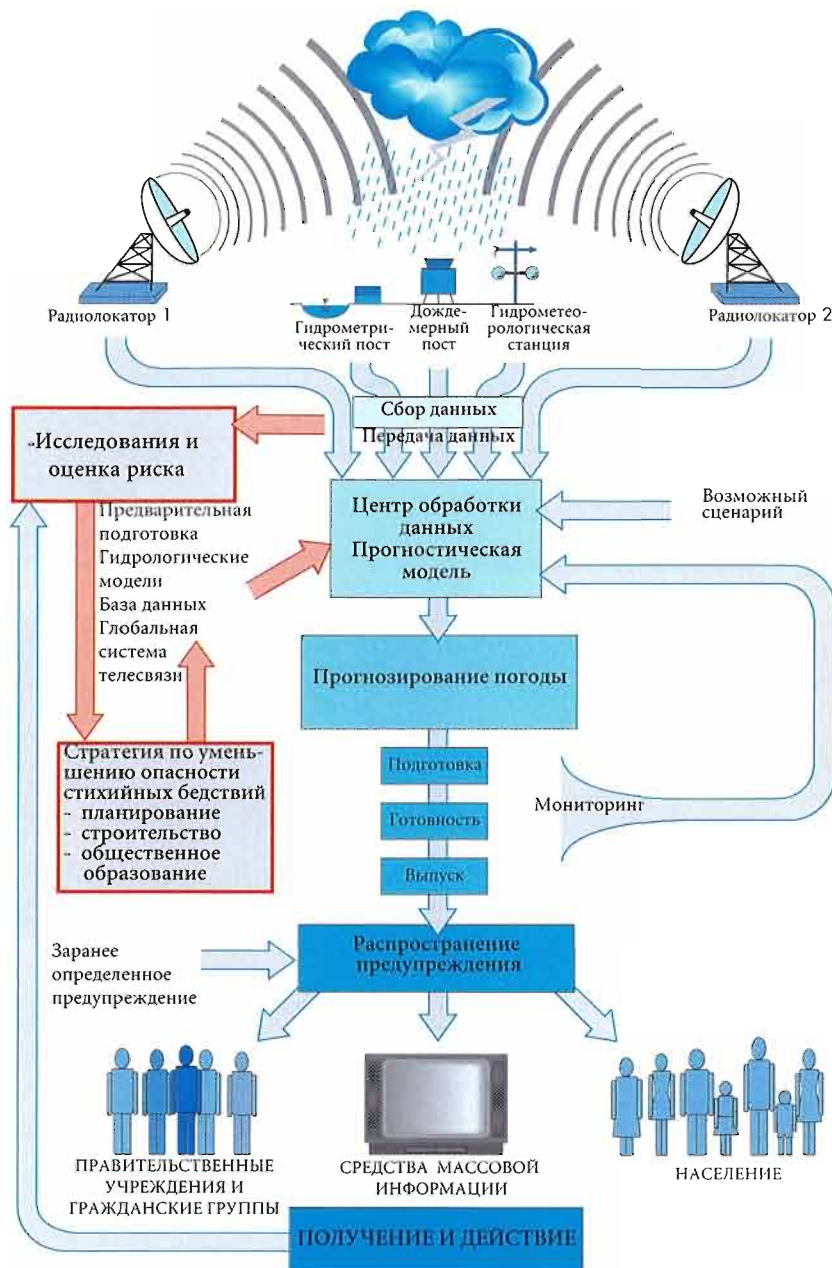 Радиолокатор 1
Гидрометри-
ческий пост
Дожде-
мерный
пост
Гидрометео-
рологическая
станция
Радиолокатор 2
Сбор данных
Передача данных
-Исследования и
оценка риска
Предварительная
подготовка
Гидрологические
модели
База данных
Глобальная
система
телесвязи
Центр обработки
данных
Прогностическая
модель
Возможный
сценарий
Прогнозирование погоды
Стратегия по умень-
шению опасности
стихийных бедствий
- планирование
- строительство
- общественное
образование
Подготовка
Готовность
Выпуск
Мониторинг
Заранее
определенное
предупреждение
Распространение
предупреждения
ПРАВИТЕЛЬСТВЕННЫЕ
УЧРЕЖДЕНИЯ И
ГРАЖДАНСКИЕ ГРУППЫ
СРЕДСТВА МАССОВОЙ
ИНФОРМАЦИИ
НАСЕЛЕНИЕ
ПОЛУЧЕНИЕ И ДЕЙСТВИЕ